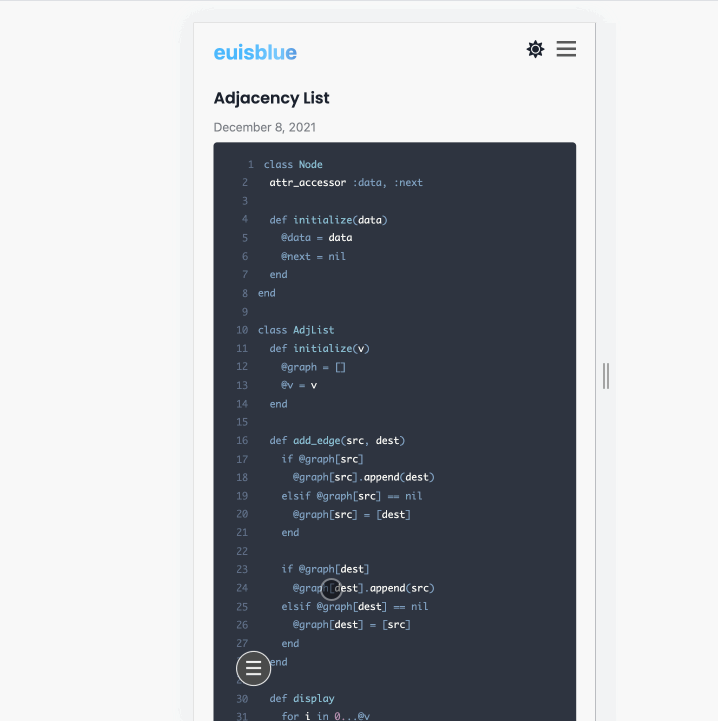 euisblue
Adjacency List
December 8, 2021
1 class Node
2   attr_accessor :data, :next
3
4   def initialize(data)
5     @data = data
6     @next = nil
7   end
8 end
9
10 class AdjList
11   def initialize(v)
12     @graph = []
13     @v = v
14   end
15
16   def add_edge(src, dest)
17     if @graph[src]
18       @graph[src].append(dest)
19     elsif @graph[src] == nil
20       @graph[src] = [dest]
21     end
22
23     if @graph[dest]
24       @graph[dest].append(src)
25     elsif @graph[dest] == nil
26       @graph[dest] = [src]
27     end
end
30   def display
31     for i in 0...@v